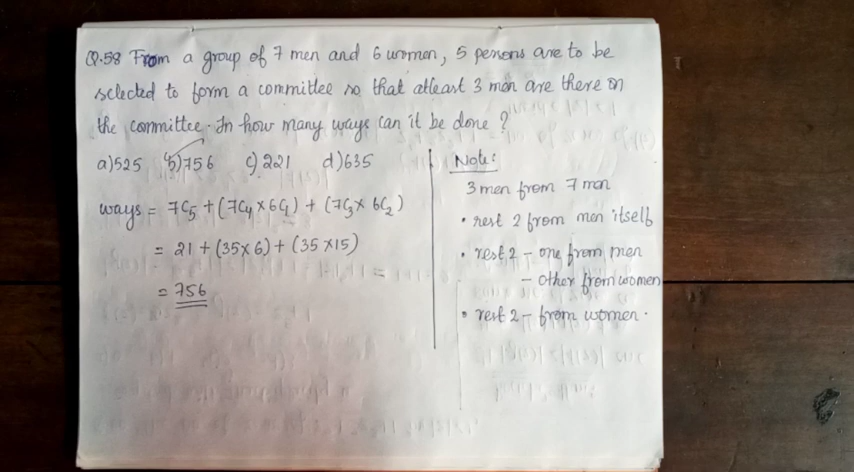 Q.58 From a group of 7 men and 6 women, 5 persons are to be
selected to form a committee so that atleast 3 men are there on
the committee. In how many ways can it be done?
a)525 b)756 c)221 d)635
ways = 7C5 + (7C4 × 6C1) + (7C3 × 6C2)
= 21 + (35×6) + (35×15)
= 756
Note:
3 men from 7 men
• rest 2 from men itself
• rest 2 - one from men
- other from women
• rest 2 - from women.